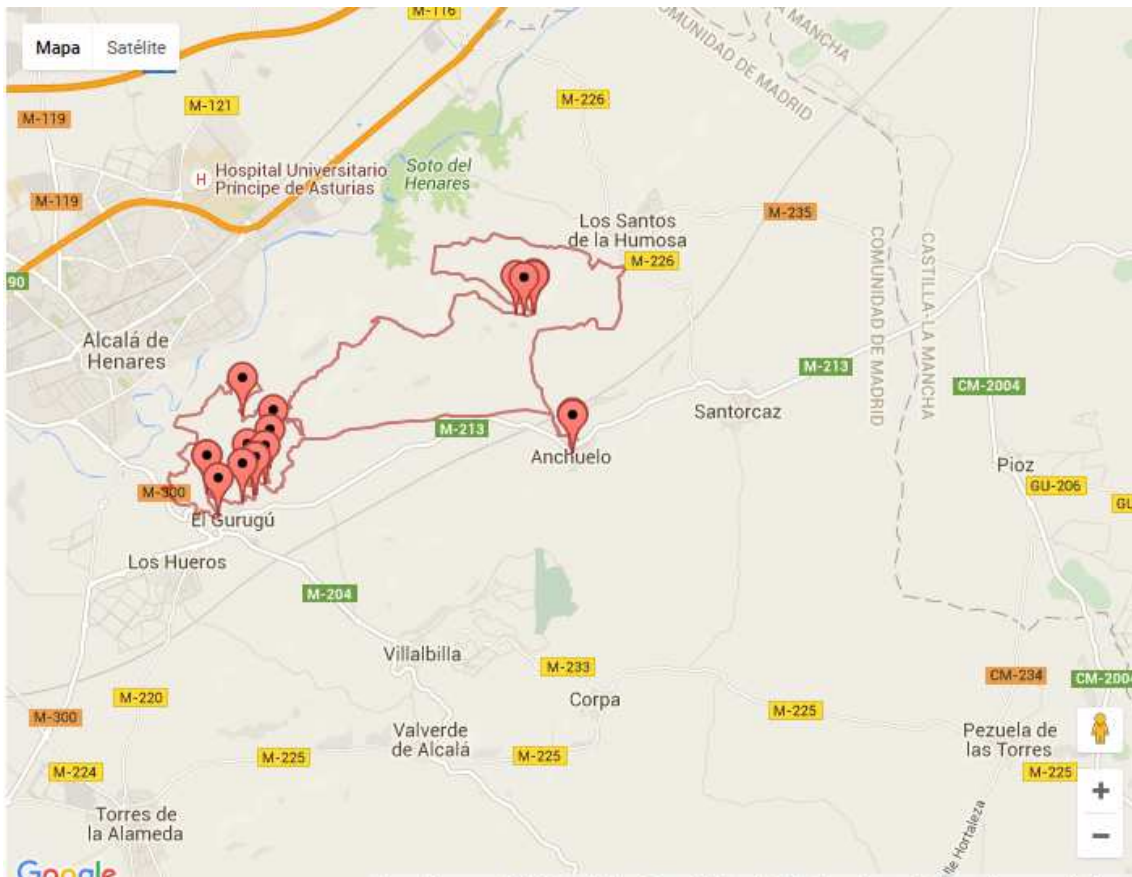 M-116
LA MANCHA
COMUNIDAD DE MADRID
Mapa
Satélite
M-226
M-121
M-119
Hospital Universitario
Príncipe de Asturias
H
Soto del
Henares
M-119
Los Santos
de la Humosa
M-235
M-226
90
COMUNIDAD DE MADRID
CASTILLA-LA MANCHA
Alcalá de
Henares
M-213
CM-2004
Santorcaz
M-213
Anchuelo
Pioz
M-300
GU-206
GU
El Gurugú
Los Hueros
M-204
Villalbilla
M-233
CM-234
CM-2004
M-220
Corpa
M-300
M-225
Valverde
de Alcalá
Pezuela de
las Torres
M-225
M-225
M-224
M-225
Torres de
la Alameda
+
−
lle Hortaleza
Google